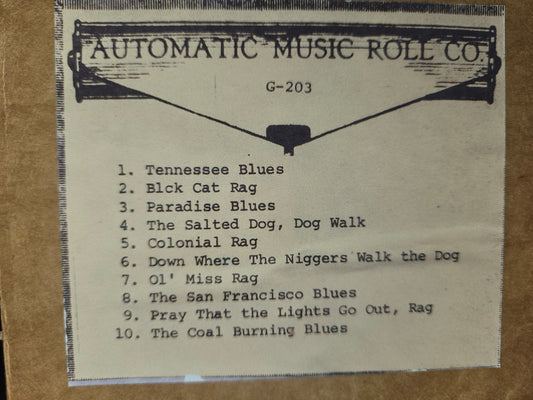 AUTOMATIC MUSIC ROLL CO.
G-203
1. Tennessee Blues
2. Blck Cat Rag
3. Paradise Blues
4. The Salted Dog, Dog Walk
5. Colonial Rag
6. Down Where The Niggers Walk the Dog
7. Ol' Miss Rag
8. The San Francisco Blues
9. Pray That the Lights Go Out, Rag
10. The Coal Burning Blues